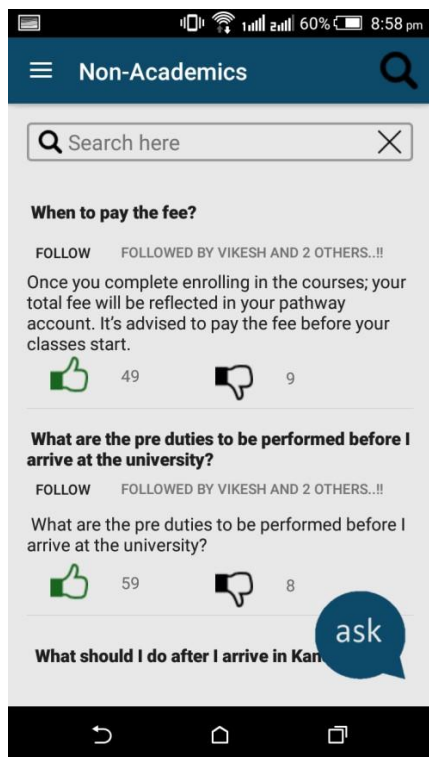 60% 8:58 pm
Non-Academics
Search here
When to pay the fee?
FOLLOW FOLLOWED BY VIKESH AND 2 OTHERS..!!
Once you complete enrolling in the courses; your
total fee will be reflected in your pathway
account. It's advised to pay the fee before your
classes start.
49 9
What are the pre duties to be performed before I
arrive at the university?
FOLLOW FOLLOWED BY VIKESH AND 2 OTHERS..!!
What are the pre duties to be performed before I
arrive at the university?
59 8
ask
What should I do after I arrive in Kan